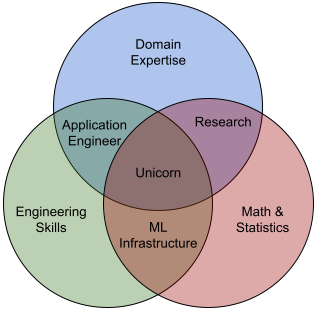 Domain
Expertise
Application
Engineer
Research
Unicorn
Engineering
Skills
ML
Infrastructure
Math &
Statistics